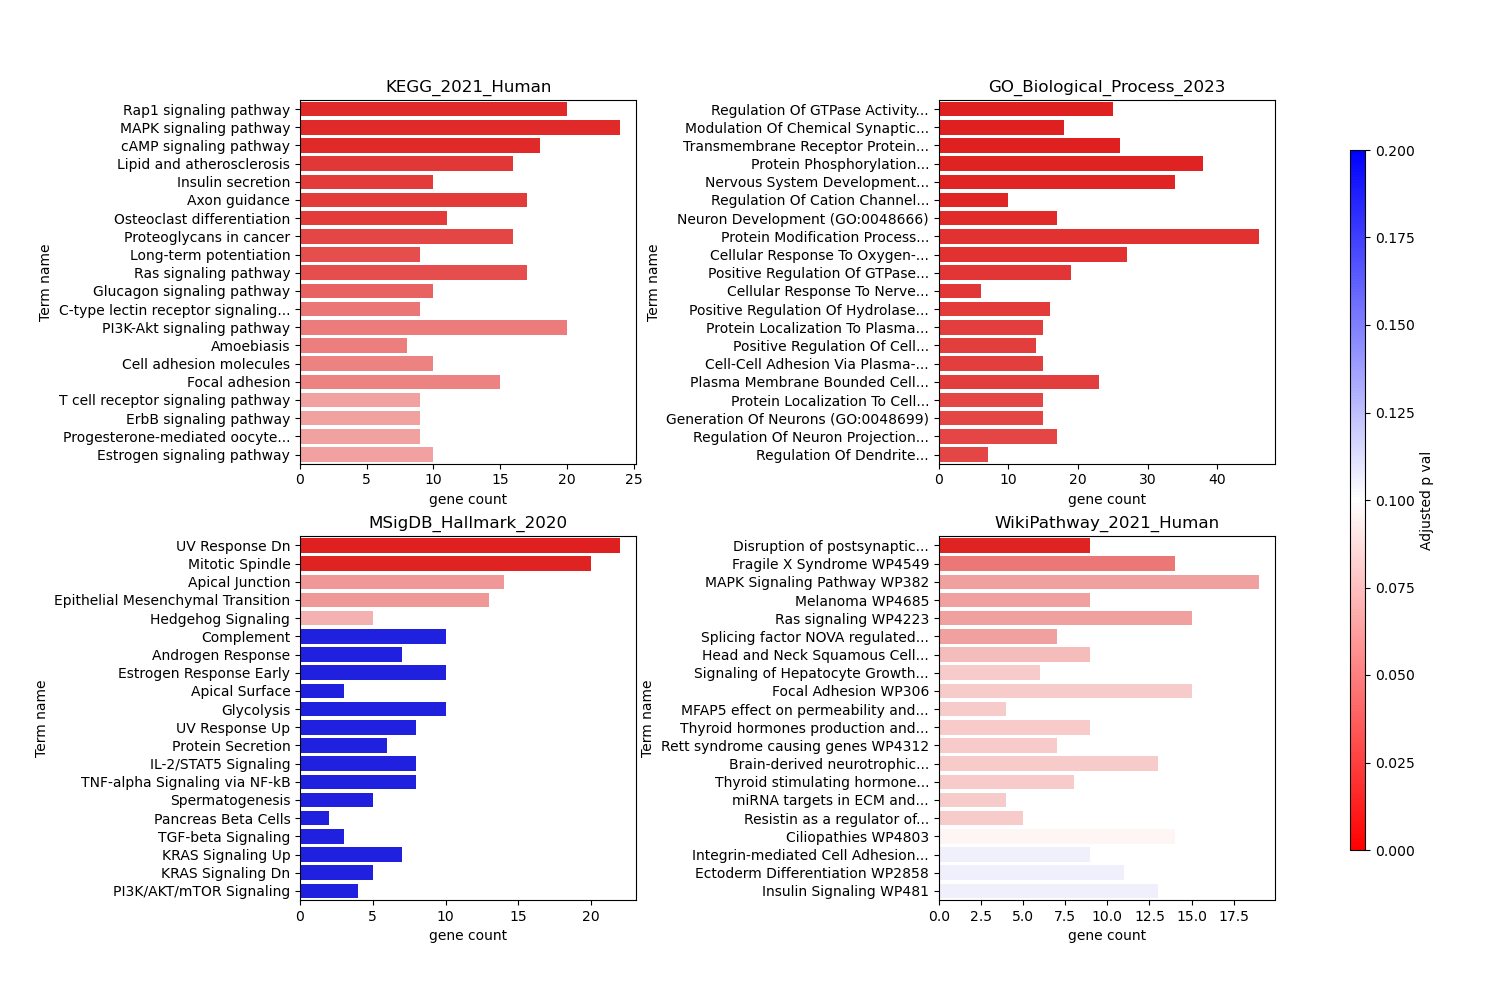 KEGG_2021_Human
Term name
Rap1 signaling pathway
MAPK signaling pathway
cAMP signaling pathway
Lipid and atherosclerosis
Insulin secretion
Axon guidance
Osteoclast differentiation
Proteoglycans in cancer
Long-term potentiation
Ras signaling pathway
Glucagon signaling pathway
C-type lectin receptor signaling...
PI3K-Akt signaling pathway
Amoebiasis
Cell adhesion molecules
Focal adhesion
T cell receptor signaling pathway
ErbB signaling pathway
Progesterone-mediated oocyte...
Estrogen signaling pathway
0 5 10 15 20 25
gene count
GO_Biological_Process_2023
Term name
Regulation Of GTPase Activity...
Modulation Of Chemical Synaptic...
Transmembrane Receptor Protein...
Protein Phosphorylation...
Nervous System Development...
Regulation Of Cation Channel...
Neuron Development (GO:0048666)
Protein Modification Process...
Cellular Response To Oxygen-...
Positive Regulation Of GTPase...
Cellular Response To Nerve...
Positive Regulation Of Hydrolase...
Protein Localization To Plasma...
Positive Regulation Of Cell...
Cell-Cell Adhesion Via Plasma-...
Plasma Membrane Bounded Cell...
Protein Localization To Cell...
Generation Of Neurons (GO:0048699)
Regulation Of Neuron Projection...
Regulation Of Dendrite...
0 10 20 30 40
gene count
MSigDB_Hallmark_2020
Term name
UV Response Dn
Mitotic Spindle
Apical Junction
Epithelial Mesenchymal Transition
Hedgehog Signaling
Complement
Androgen Response
Estrogen Response Early
Apical Surface
Glycolysis
UV Response Up
Protein Secretion
IL-2/STAT5 Signaling
TNF-alpha Signaling via NF-kB
Spermatogenesis
Pancreas Beta Cells
TGF-beta Signaling
KRAS Signaling Up
KRAS Signaling Dn
PI3K/AKT/mTOR Signaling
0 5 10 15 20
gene count
WikiPathway_2021_Human
Term name
Disruption of postsynaptic...
Fragile X Syndrome WP4549
MAPK Signaling Pathway WP382
Melanoma WP4685
Ras signaling WP4223
Splicing factor NOVA regulated...
Head and Neck Squamous Cell...
Signaling of Hepatocyte Growth...
Focal Adhesion WP306
MFAP5 effect on permeability and...
Thyroid hormones production and...
Rett syndrome causing genes WP4312
Brain-derived neurotrophic...
Thyroid stimulating hormone...
miRNA targets in ECM and...
Resistin as a regulator of...
Ciliopathies WP4803
Integrin-mediated Cell Adhesion...
Ectoderm Differentiation WP2858
Insulin Signaling WP481
0.0 2.5 5.0 7.5 10.0 12.5 15.0 17.5
gene count
0.200
0.175
0.150
0.125
0.100
0.075
0.050
0.025
0.000
Adjusted p val